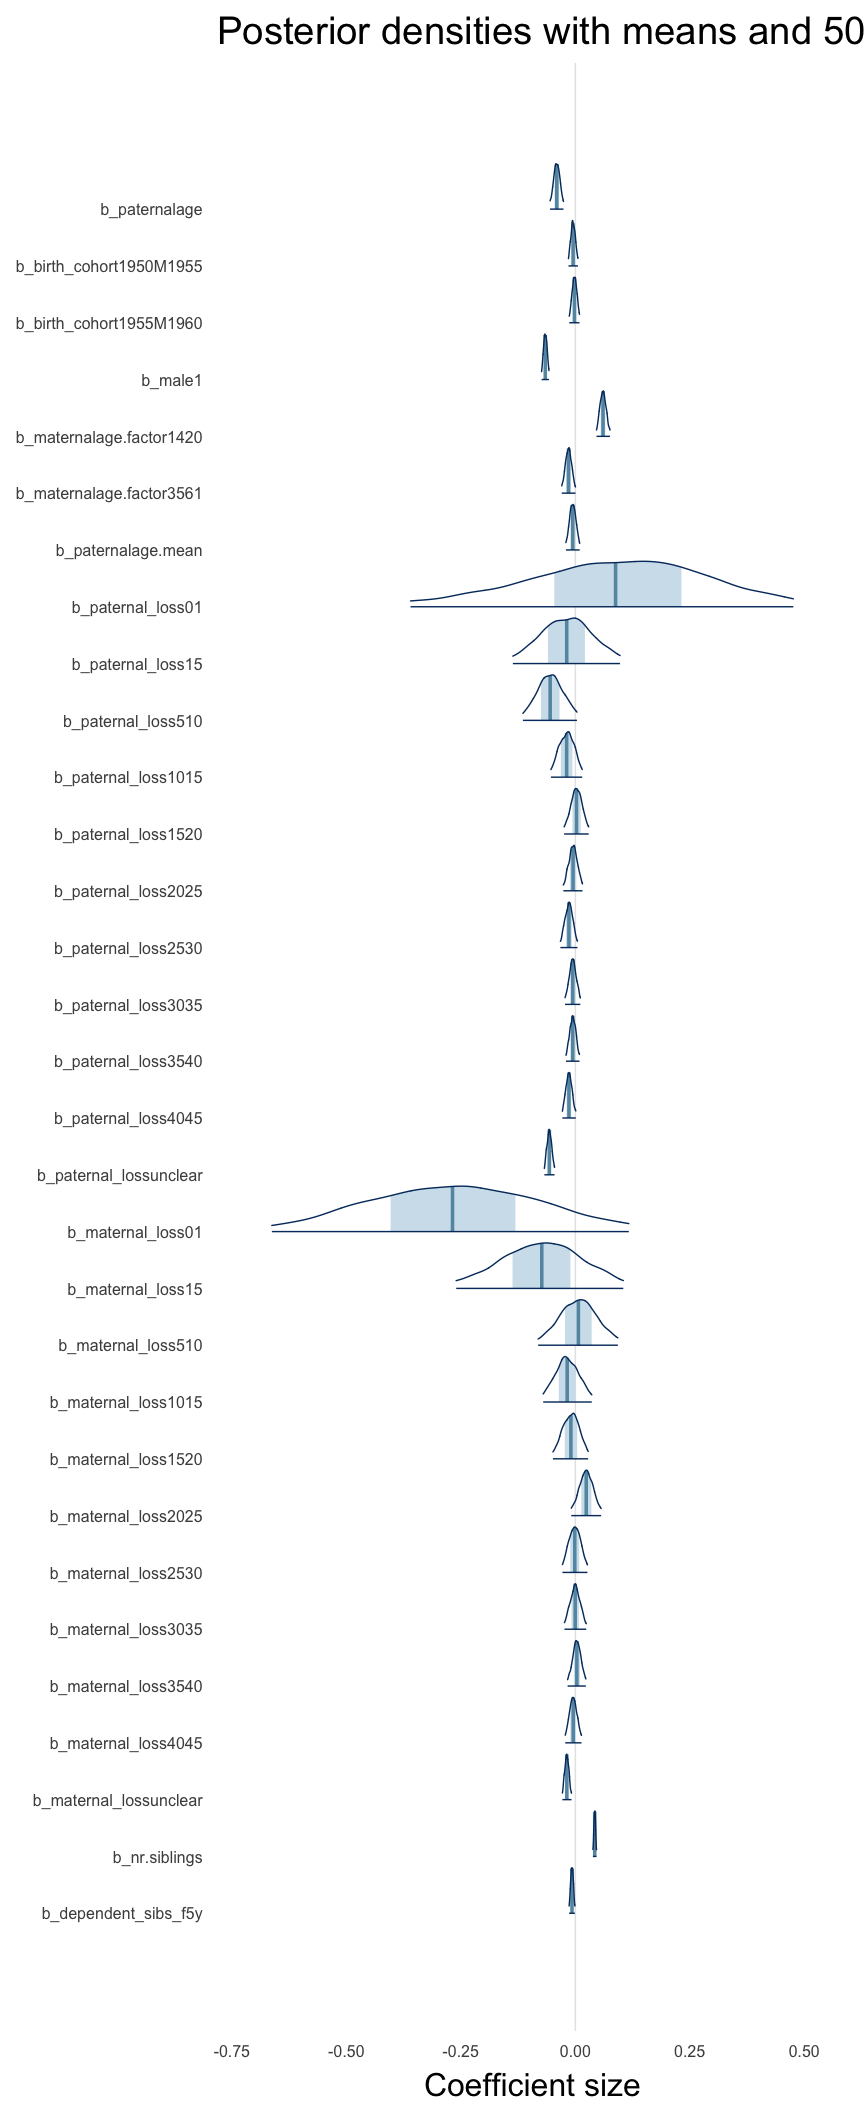 Posterior densities with means and 50
b_paternalage
b_birth_cohort1950M1955
b_birth_cohort1955M1960
b_male1
b_maternalage.factor1420
b_maternalage.factor3561
b_paternalage.mean
b_paternal_loss01
b_paternal_loss15
b_paternal_loss510
b_paternal_loss1015
b_paternal_loss1520
b_paternal_loss2025
b_paternal_loss2530
b_paternal_loss3035
b_paternal_loss3540
b_paternal_loss4045
b_paternal_lossunclear
b_maternal_loss01
b_maternal_loss15
b_maternal_loss510
b_maternal_loss1015
b_maternal_loss1520
b_maternal_loss2025
b_maternal_loss2530
b_maternal_loss3035
b_maternal_loss3540
b_maternal_loss4045
b_maternal_lossunclear
b_nr.siblings
b_dependent_sibs_f5y
-0.75 -0.50 -0.25 0.00 0.25 0.50
Coefficient size